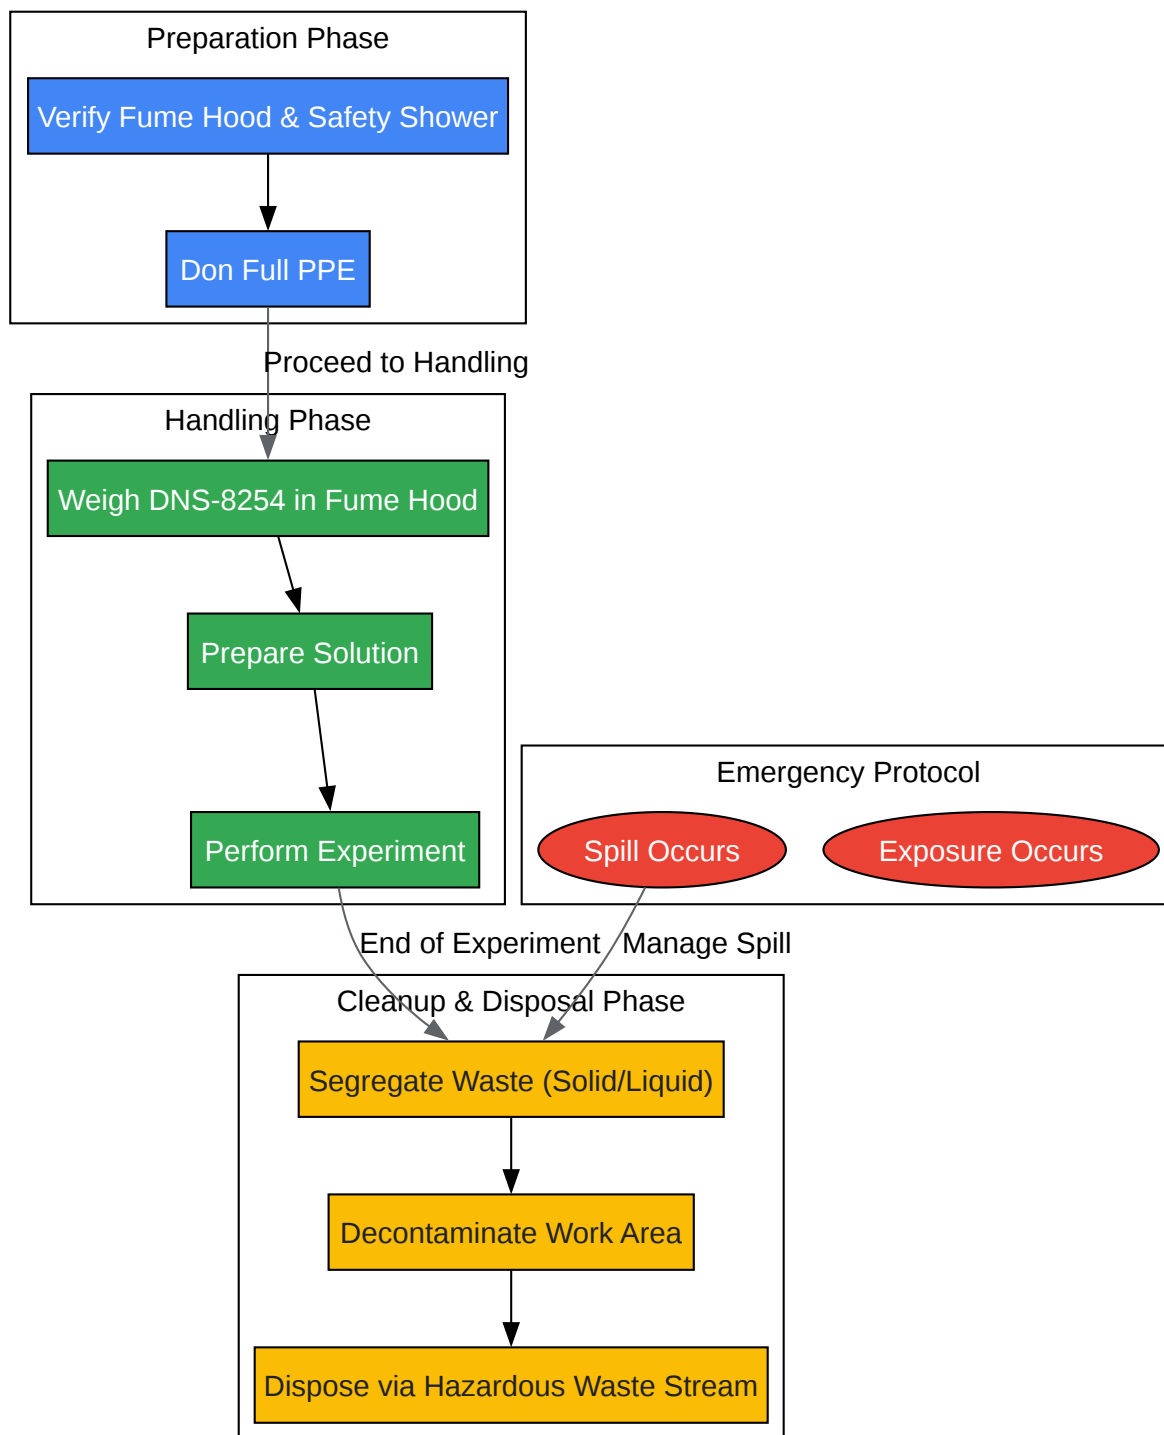 Preparation Phase
Verify Fume Hood & Safety Shower
Don Full PPE
Proceed to Handling
Handling Phase
Weigh DNS-8254 in Fume Hood
Prepare Solution
Perform Experiment
Emergency Protocol
Spill Occurs
Exposure Occurs
End of Experiment
Manage Spill
Cleanup & Disposal Phase
Segregate Waste (Solid/Liquid)
Decontaminate Work Area
Dispose via Hazardous Waste Stream